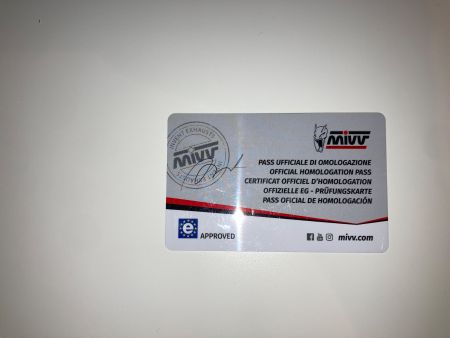 mivv
PASS UFFICIALE DI OMOLOGAZIONE
OFFICIAL HOMOLOGATION PASS
CERTIFICAT OFFICIEL D'HOMOLOGATION
OFFIZIELLE EG - PRÜFUNGSKARTE
PASS OFICIAL DE HOMOLOGACIÓN
mivv
e
APPROVED
mivv.com